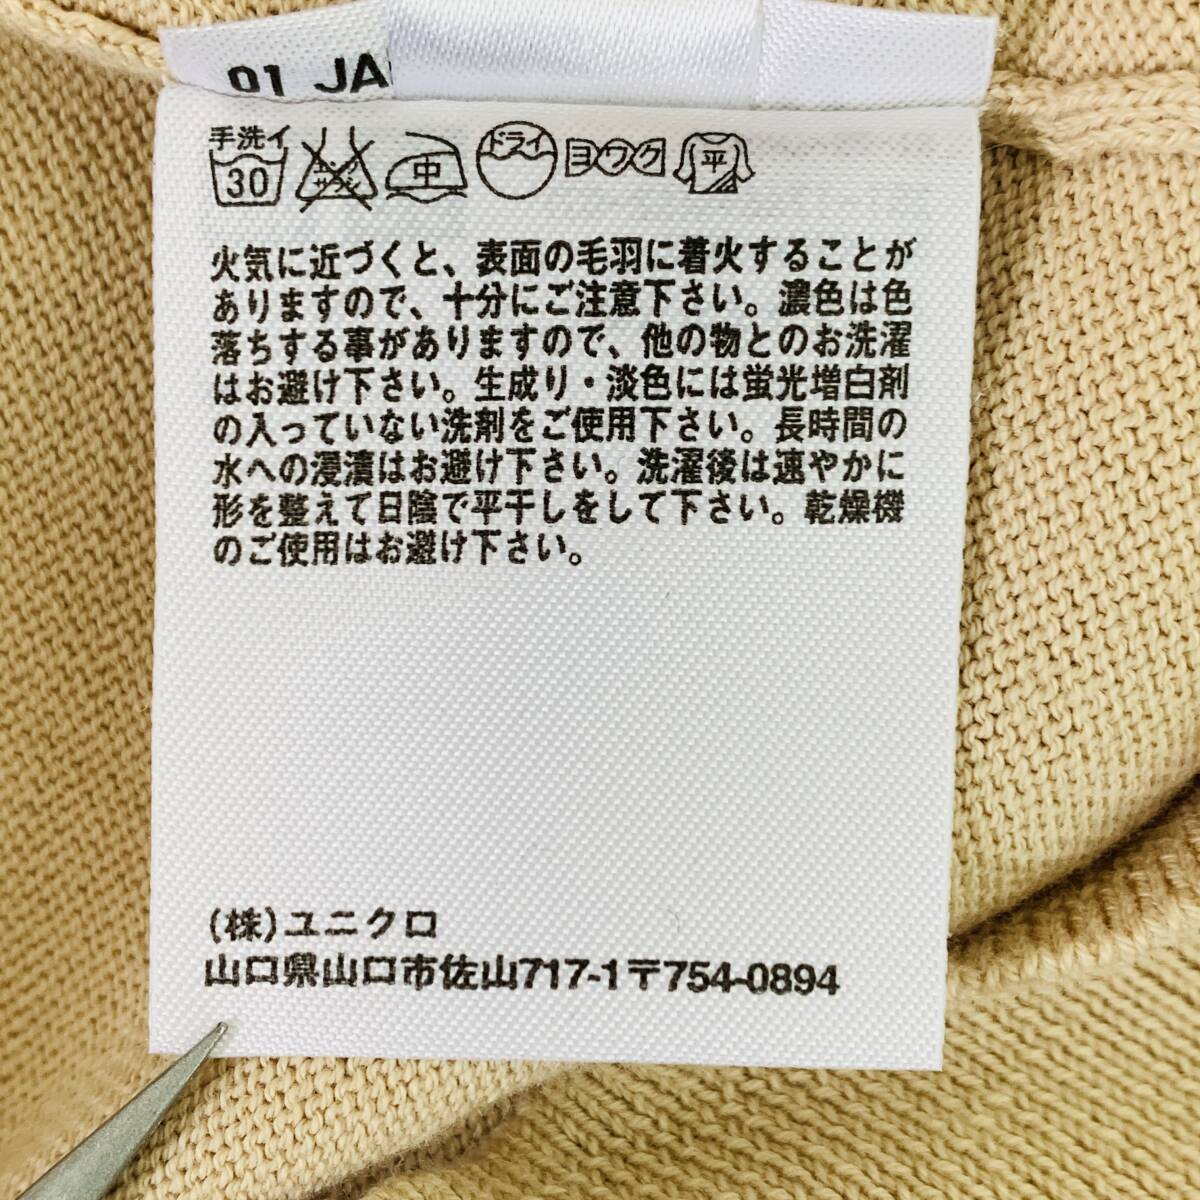 01 JA
手洗イ
30
エンソ
サラシ
中
ドライ
ヨワク
平
火気に近づくと、表面の毛羽に着火することが
ありますので、十分にご注意下さい。濃色は色
落ちする事がありますので、他の物とのお洗濯
はお避け下さい。生成り・淡色には蛍光増白剤
の入っていない洗剤をご使用下さい。長時間の
水への浸漬はお避け下さい。洗濯後は速やかに
形を整えて日陰で平干しをして下さい。乾燥機
のご使用はお避け下さい。
(株)ユニクロ
山口県山口市佐山717-1〒754-0894